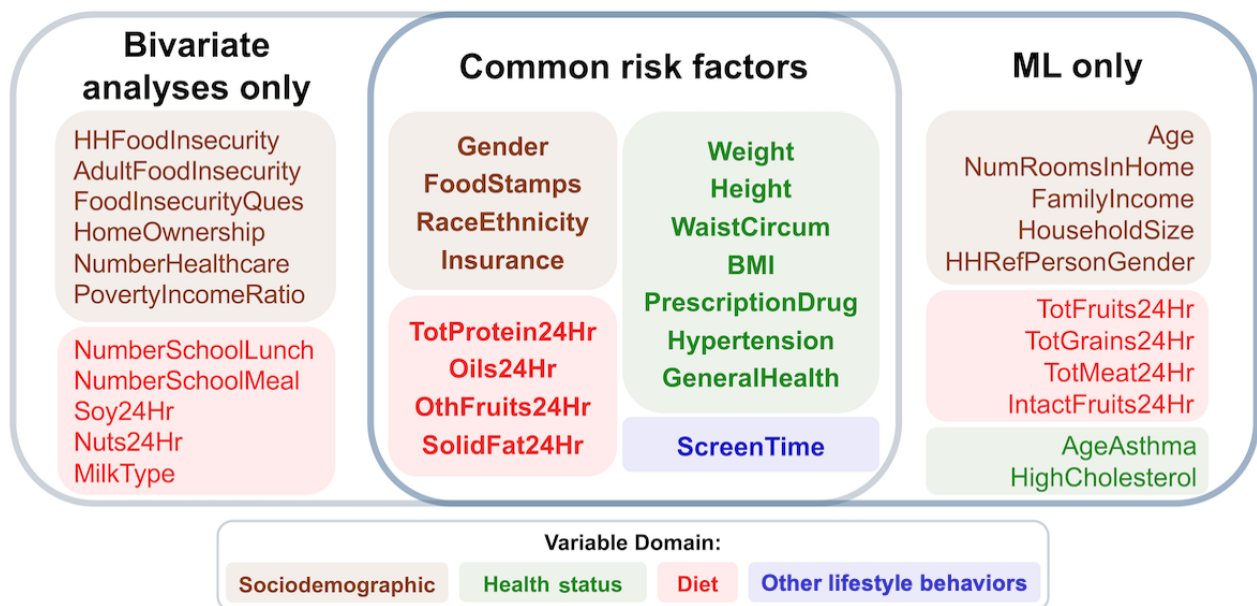 Bivariate
analyses only
HHFoodInsecurity
AdultFoodInsecurity
FoodInsecurityQues
HomeOwnership
NumberHealthcare
PovertyIncomeRatio
NumberSchoolLunch
NumberSchoolMeal
Soy24Hr
Nuts24Hr
MilkType
Common risk factors
Gender
FoodStamps
RaceEthnicity
Insurance
TotProtein24Hr
Oils24Hr
OthFruits24Hr
SolidFat24Hr
Weight
Height
WaistCircum
BMI
PrescriptionDrug
Hypertension
GeneralHealth
ScreenTime
ML only
Age
NumRoomsInHome
FamilyIncome
HouseholdSize
HHRefPersonGender
TotFruits24Hr
TotGrains24Hr
TotMeat24Hr
IntactFruits24Hr
AgeAsthma
HighCholesterol
Variable Domain:
Sociodemographic
Health status
Diet
Other lifestyle behaviors